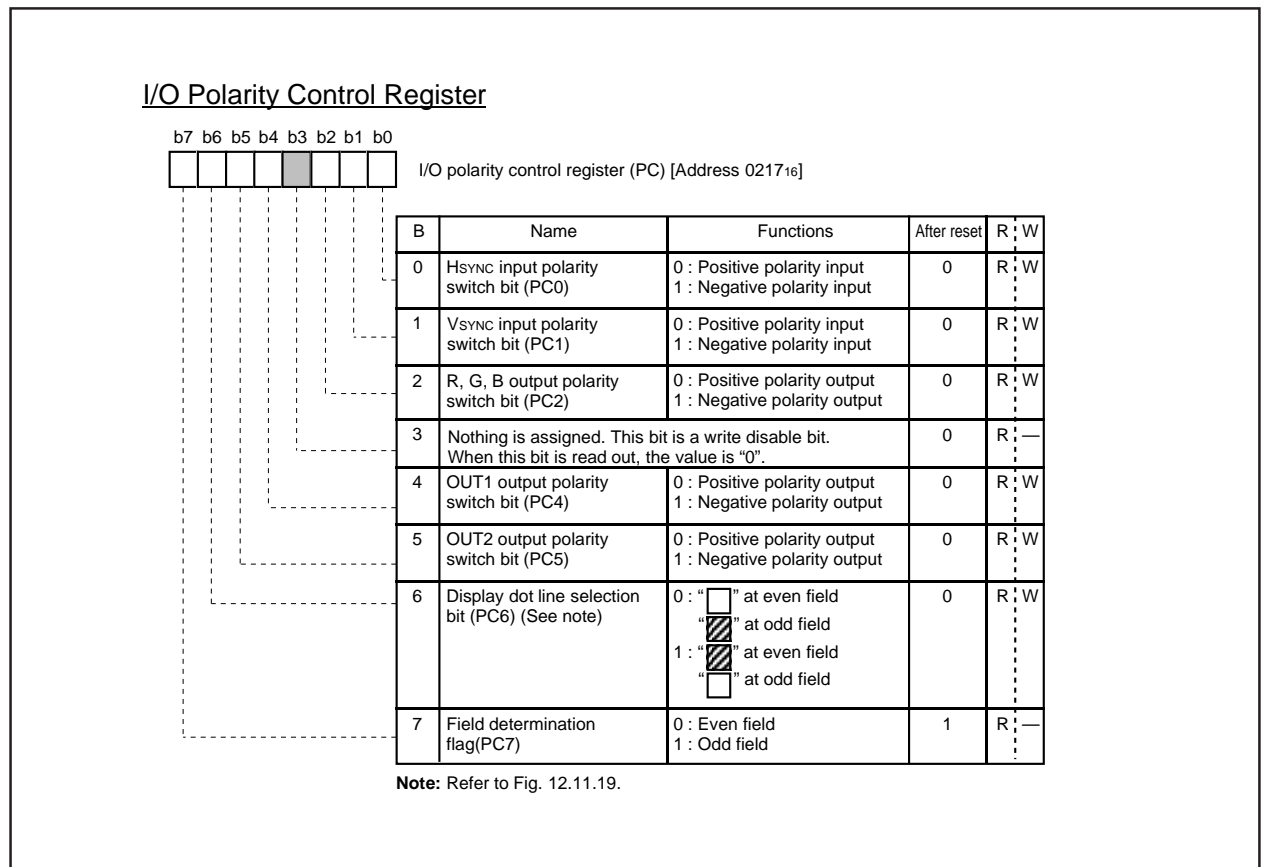 I/O Polarity Control Register
b7 b6 b5 b4 b3 b2 b1 b0
I/O polarity control register (PC) [Address 021716]
B Name Functions After reset R W
0 HSYNC input polarity switch bit (PC0) 0 : Positive polarity input 0 R W
1 : Negative polarity input
1 VSYNC input polarity switch bit (PC1) 0 : Positive polarity input 0 R W
1 : Negative polarity input
2 R, G, B output polarity switch bit (PC2) 0 : Positive polarity output 0 R W
1 : Negative polarity output
3 Nothing is assigned. This bit is a write disable bit. 0 R —
When this bit is read out, the value is “0”.
4 OUT1 output polarity switch bit (PC4) 0 : Positive polarity output 0 R W
1 : Negative polarity output
5 OUT2 output polarity switch bit (PC5) 0 : Positive polarity output 0 R W
1 : Negative polarity output
6 Display dot line selection bit (PC6) (See note) 0 : “ ” at even field 0 R W
“ ” at odd field
1 : “ ” at even field
“ ” at odd field
7 Field determination flag(PC7) 0 : Even field 1 R —
1 : Odd field
Note: Refer to Fig. 12.11.19.